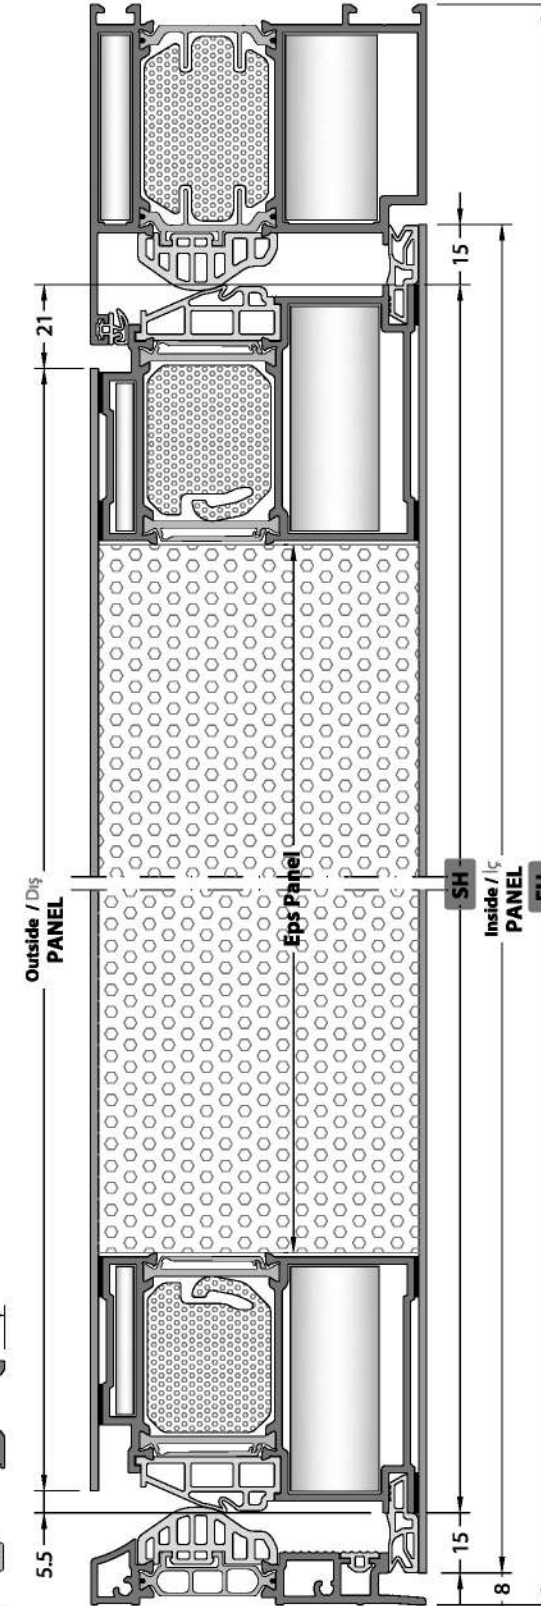 21
15
Outside / Dış
PANEL
Eps Panel
SH
Inside / İç
PANEL
5.5
15
8